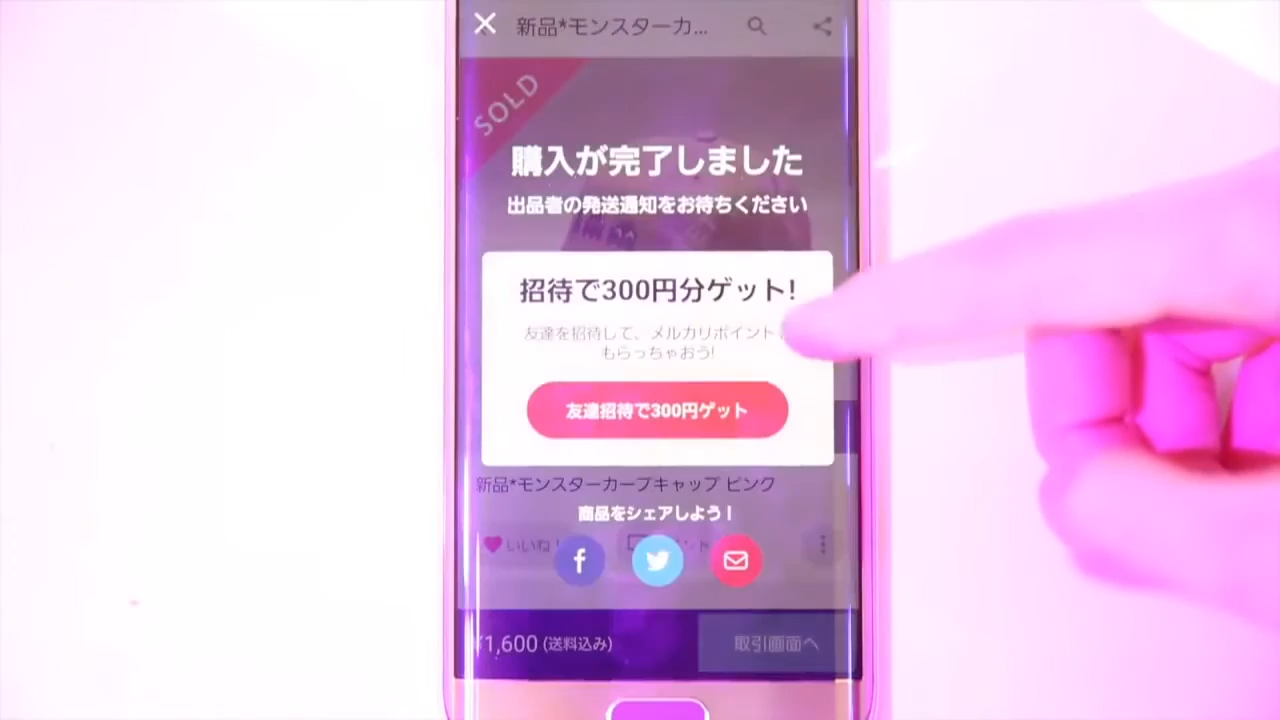 新品*モンスターカ...
SOLD
購入が完了しました
出品者の発送通知をお待ちください
招待で300円分ゲット!
友達を招待して、メルカリポイント
もらっちゃおう!
友達招待で300円ゲット
新品*モンスターカーブキャップ ピンク
商品をシェアしよう!
いいね!
¥1,600 (送料込み)
取引画面へ